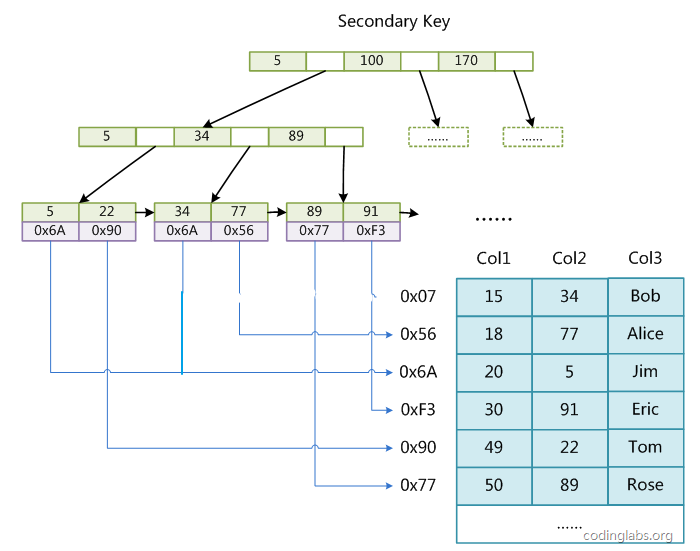 Secondary Key
5 100 170
5 34 89
...... ......
5 22 34 77 89 91
0x6A 0x90 0x6A 0x56 0x77 0xF3
......
Col1 Col2 Col3
0x07 15 34 Bob
0x56 18 77 Alice
0x6A 20 5 Jim
0xF3 30 91 Eric
0x90 49 22 Tom
0x77 50 89 Rose
......
codinglabs.org